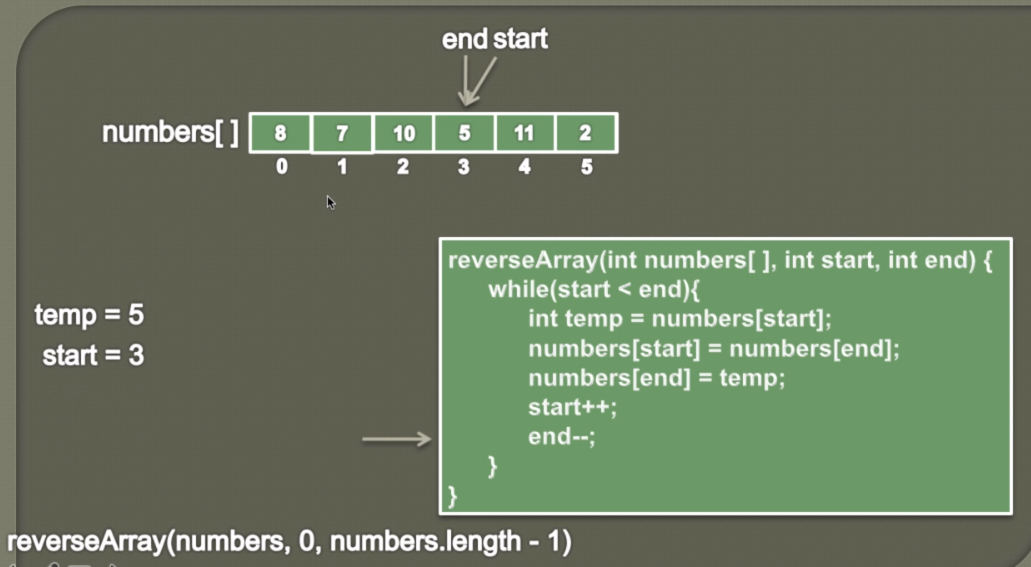 end start
numbers[ ] 8 7 10 5 11 2
0 1 2 3 4 5
reverseArray(int numbers[ ], int start, int end) {
while(start < end){
int temp = numbers[start];
numbers[start] = numbers[end];
numbers[end] = temp;
start++;
end--;
}
}
temp = 5
start = 3
reverseArray(numbers, 0, numbers.length - 1)